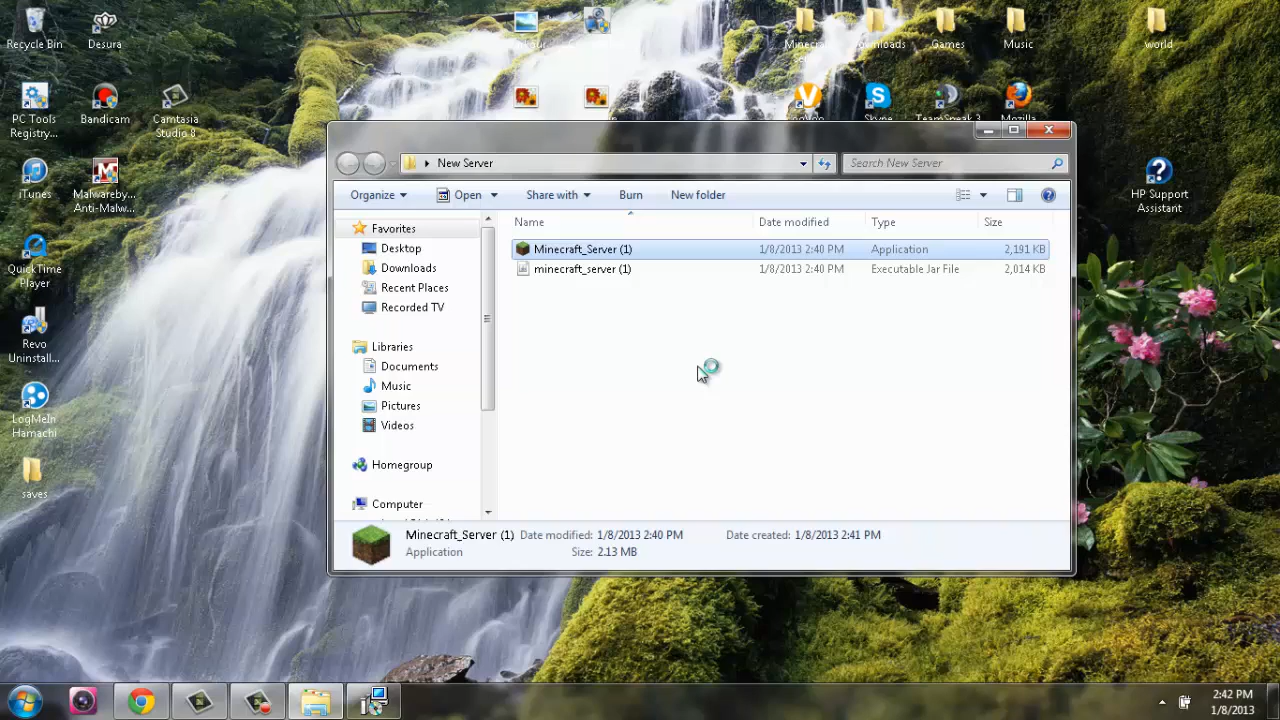 Recycle Bin
Desura
Downloads
Games
Music
world
PC Tools
Registry...
Bandicam
Camtasia
Studio 8
Skype
TeamSpeak 3
Mozilla
iTunes
Malwareby...
Anti-Malw...
HP Support
Assistant
QuickTime
Player
Revo
Uninstall...
LogMeIn
Hamachi
saves
New Server
Search New Server
Organize
Open
Share with
Burn
New folder
Name
Date modified
Type
Size
Favorites
Desktop
Downloads
Recent Places
Recorded TV
Libraries
Documents
Music
Pictures
Videos
Homegroup
Computer
Minecraft_Server (1) 1/8/2013 2:40 PM Application 2,191 KB
minecraft_server (1) 1/8/2013 2:40 PM Executable Jar File 2,014 KB
Minecraft_Server (1) Date modified: 1/8/2013 2:40 PM Date created: 1/8/2013 2:41 PM
Application Size: 2.13 MB
2:42 PM
1/8/2013